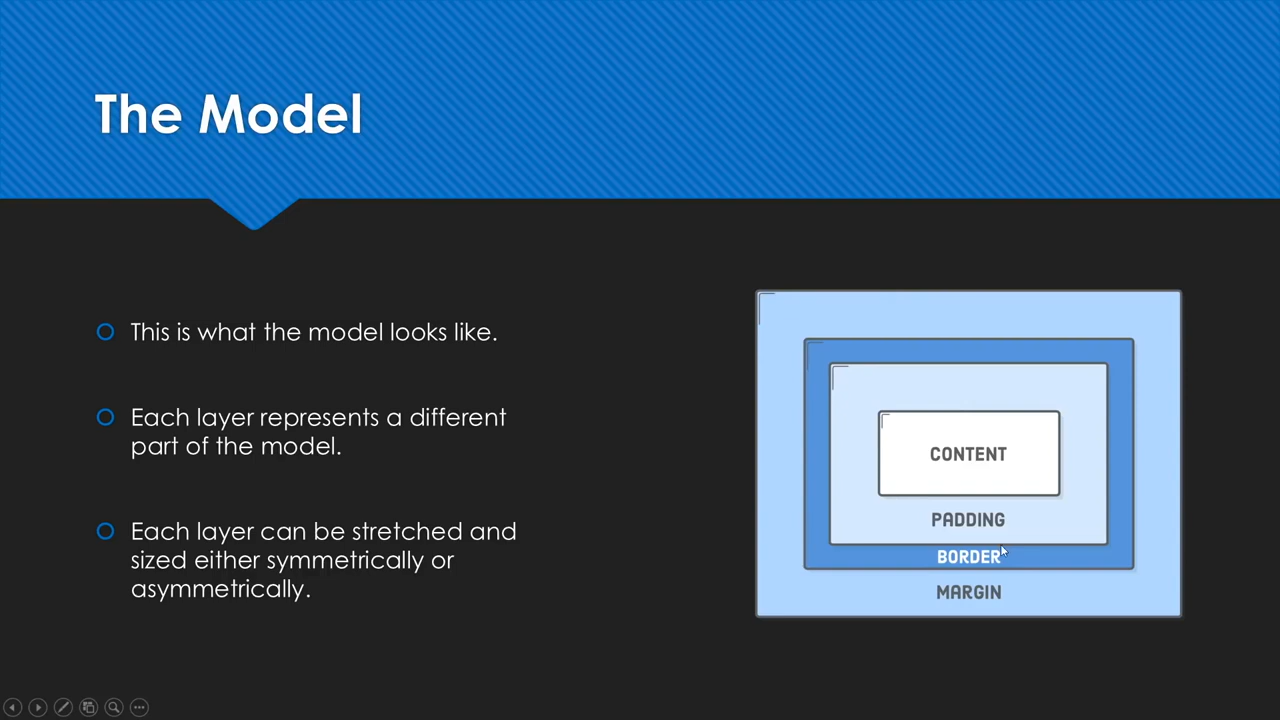 The Model
This is what the model looks like.
Each layer represents a different
part of the model.
Each layer can be stretched and
sized either symmetrically or
asymmetrically.
CONTENT
PADDING
BORDER
MARGIN